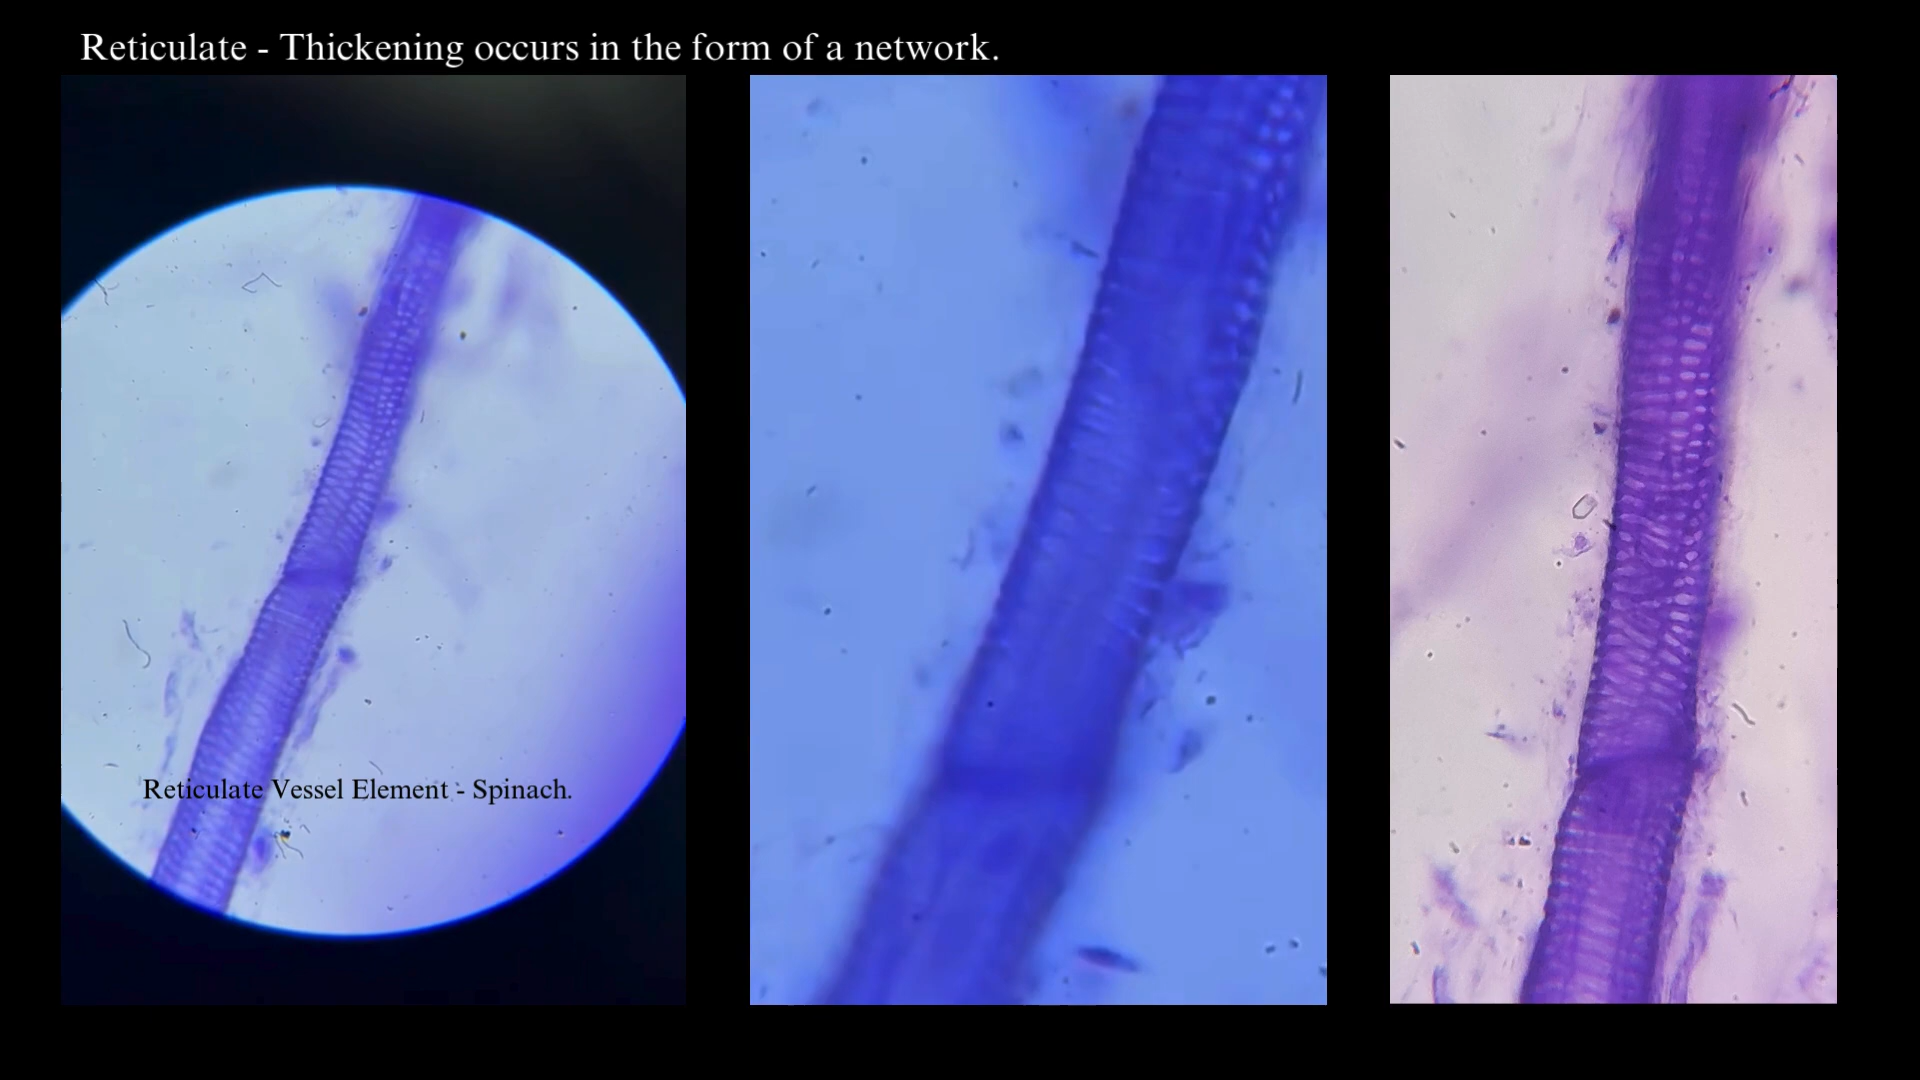 Reticulate - Thickening occurs in the form of a network.
Reticulate Vessel Element - Spinach.